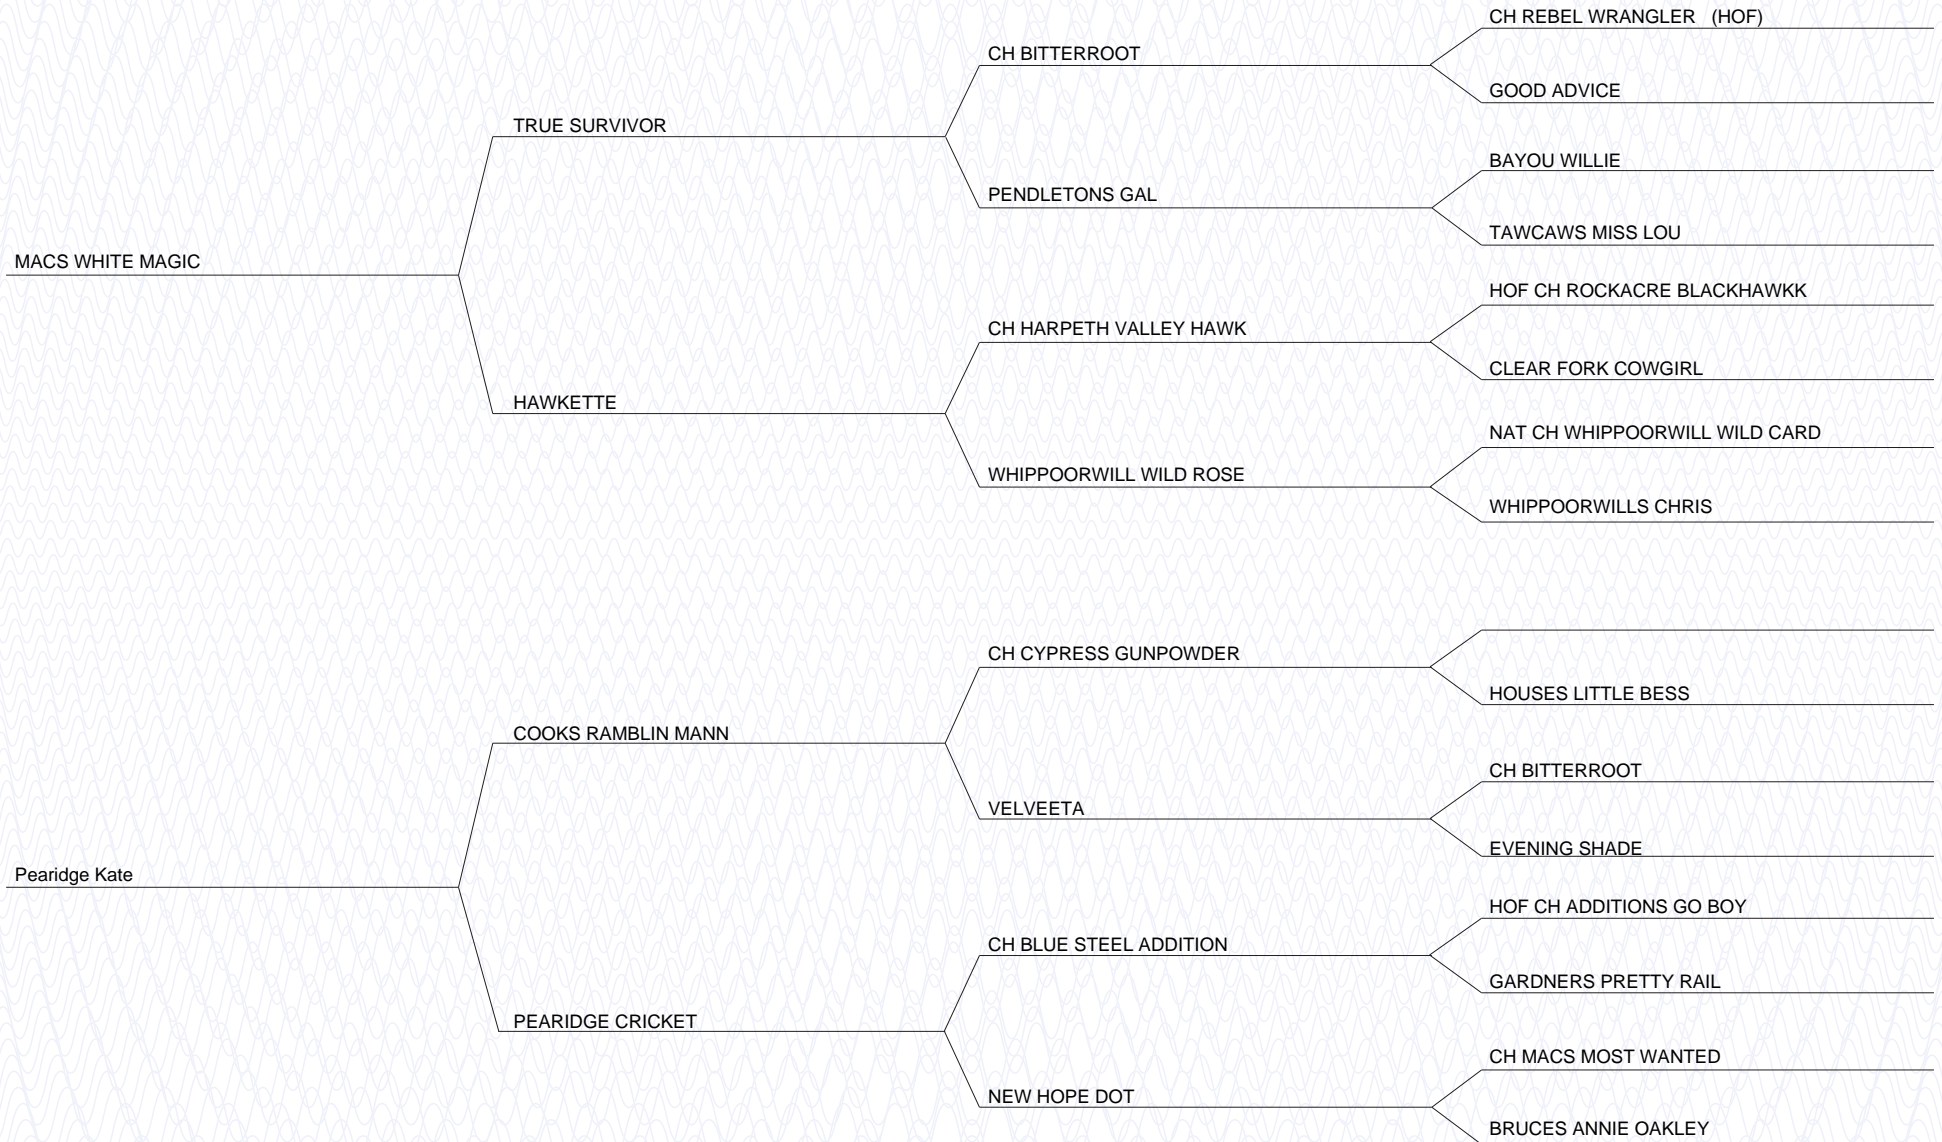 CH REBEL WRANGLER (HOF)
CH BITTERROOT
GOOD ADVICE
TRUE SURVIVOR
BAYOU WILLIE
PENDLETONS GAL
TAWCAWS MISS LOU
MACS WHITE MAGIC
HOF CH ROCKACRE BLACKHAWKK
CH HARPETH VALLEY HAWK
CLEAR FORK COWGIRL
HAWKETTE
NAT CH WHIPPOORWILL WILD CARD
WHIPPOORWILL WILD ROSE
WHIPPOORWILLS CHRIS
CH CYPRESS GUNPOWDER
HOUSES LITTLE BESS
COOKS RAMBLIN MANN
CH BITTERROOT
VELVEETA
EVENING SHADE
Pearidge Kate
HOF CH ADDITIONS GO BOY
CH BLUE STEEL ADDITION
GARDNERS PRETTY RAIL
PEARIDGE CRICKET
CH MACS MOST WANTED
NEW HOPE DOT
BRUCES ANNIE OAKLEY